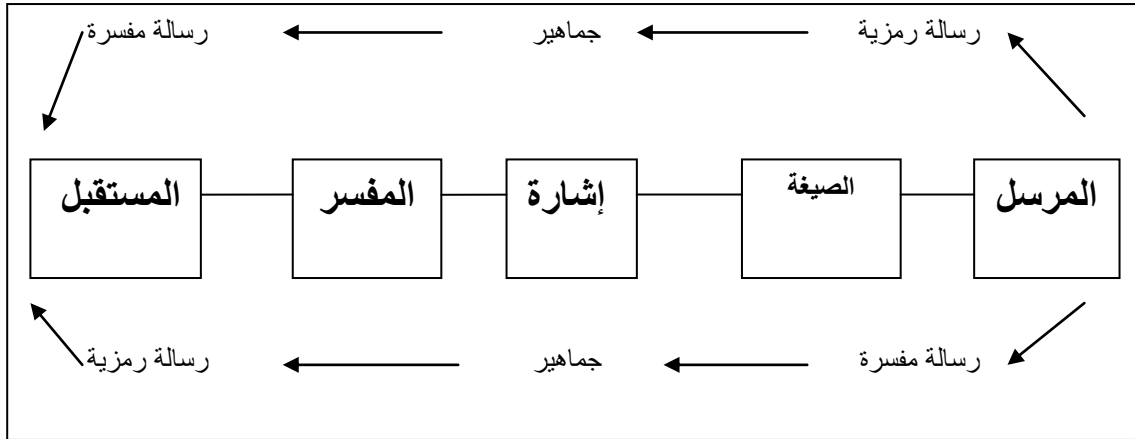 رسالة رمزية جماهير رسالة مفسرة
المرسل الصيغة إشارة المفسر المستقبل
رسالة مفسرة جماهير رسالة رمزية